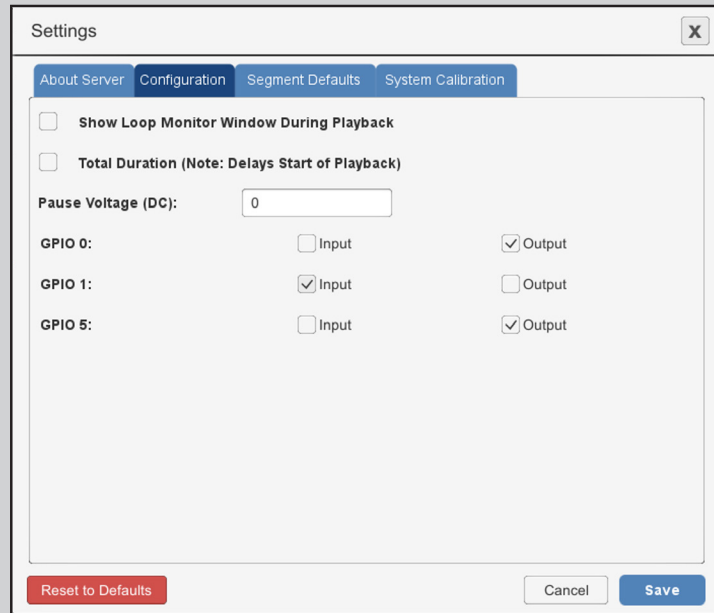 Settings
X
About Server Configuration Segment Defaults System Calibration
Show Loop Monitor Window During Playback
Total Duration (Note: Delays Start of Playback)
Pause Voltage (DC): 0
GPIO 0: Input Output
GPIO 1: Input Output
GPIO 5: Input Output
Reset to Defaults Cancel Save